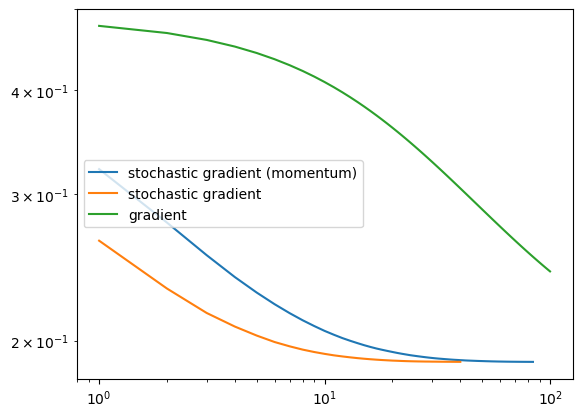 4 × 10⁻¹
3 × 10⁻¹
2 × 10⁻¹
stochastic gradient (momentum)
stochastic gradient
gradient
10⁰
10¹
10²